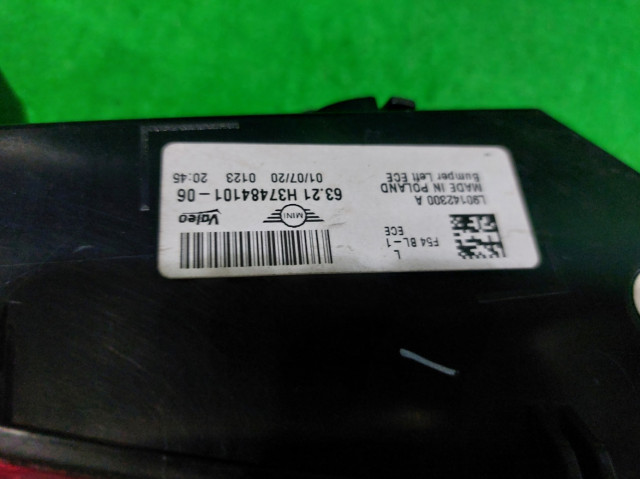 L
F54 BL-1
ECE
Valeo
MINI
L90142300 A
MADE IN POLAND
Bumper Left ECE
63.21 H37484101-06
01/07/20 0123 20:45